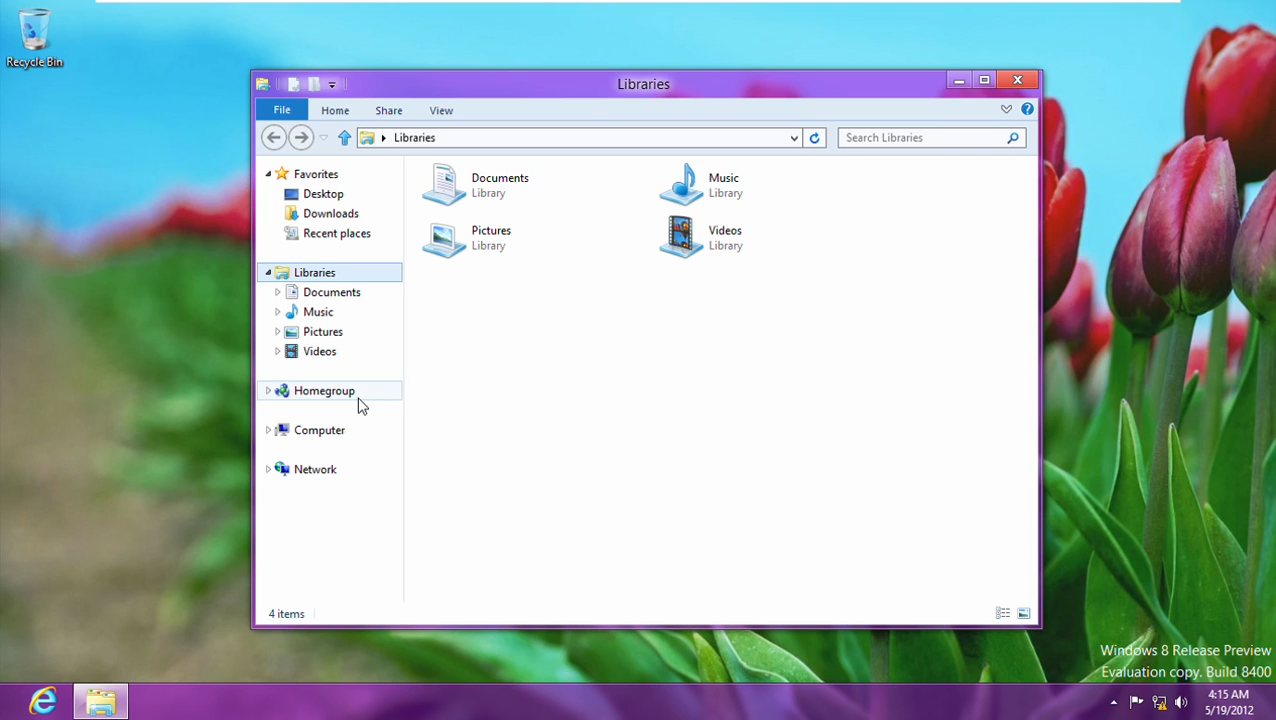 Recycle Bin
Libraries
File Home Share View
Libraries
Search Libraries
Favorites
Desktop
Downloads
Recent places
Libraries
Documents
Music
Pictures
Videos
Homegroup
Computer
Network
Documents
Library
Music
Library
Pictures
Library
Videos
Library
4 items
Windows 8 Release Preview
Evaluation copy. Build 8400
4:15 AM
5/19/2012